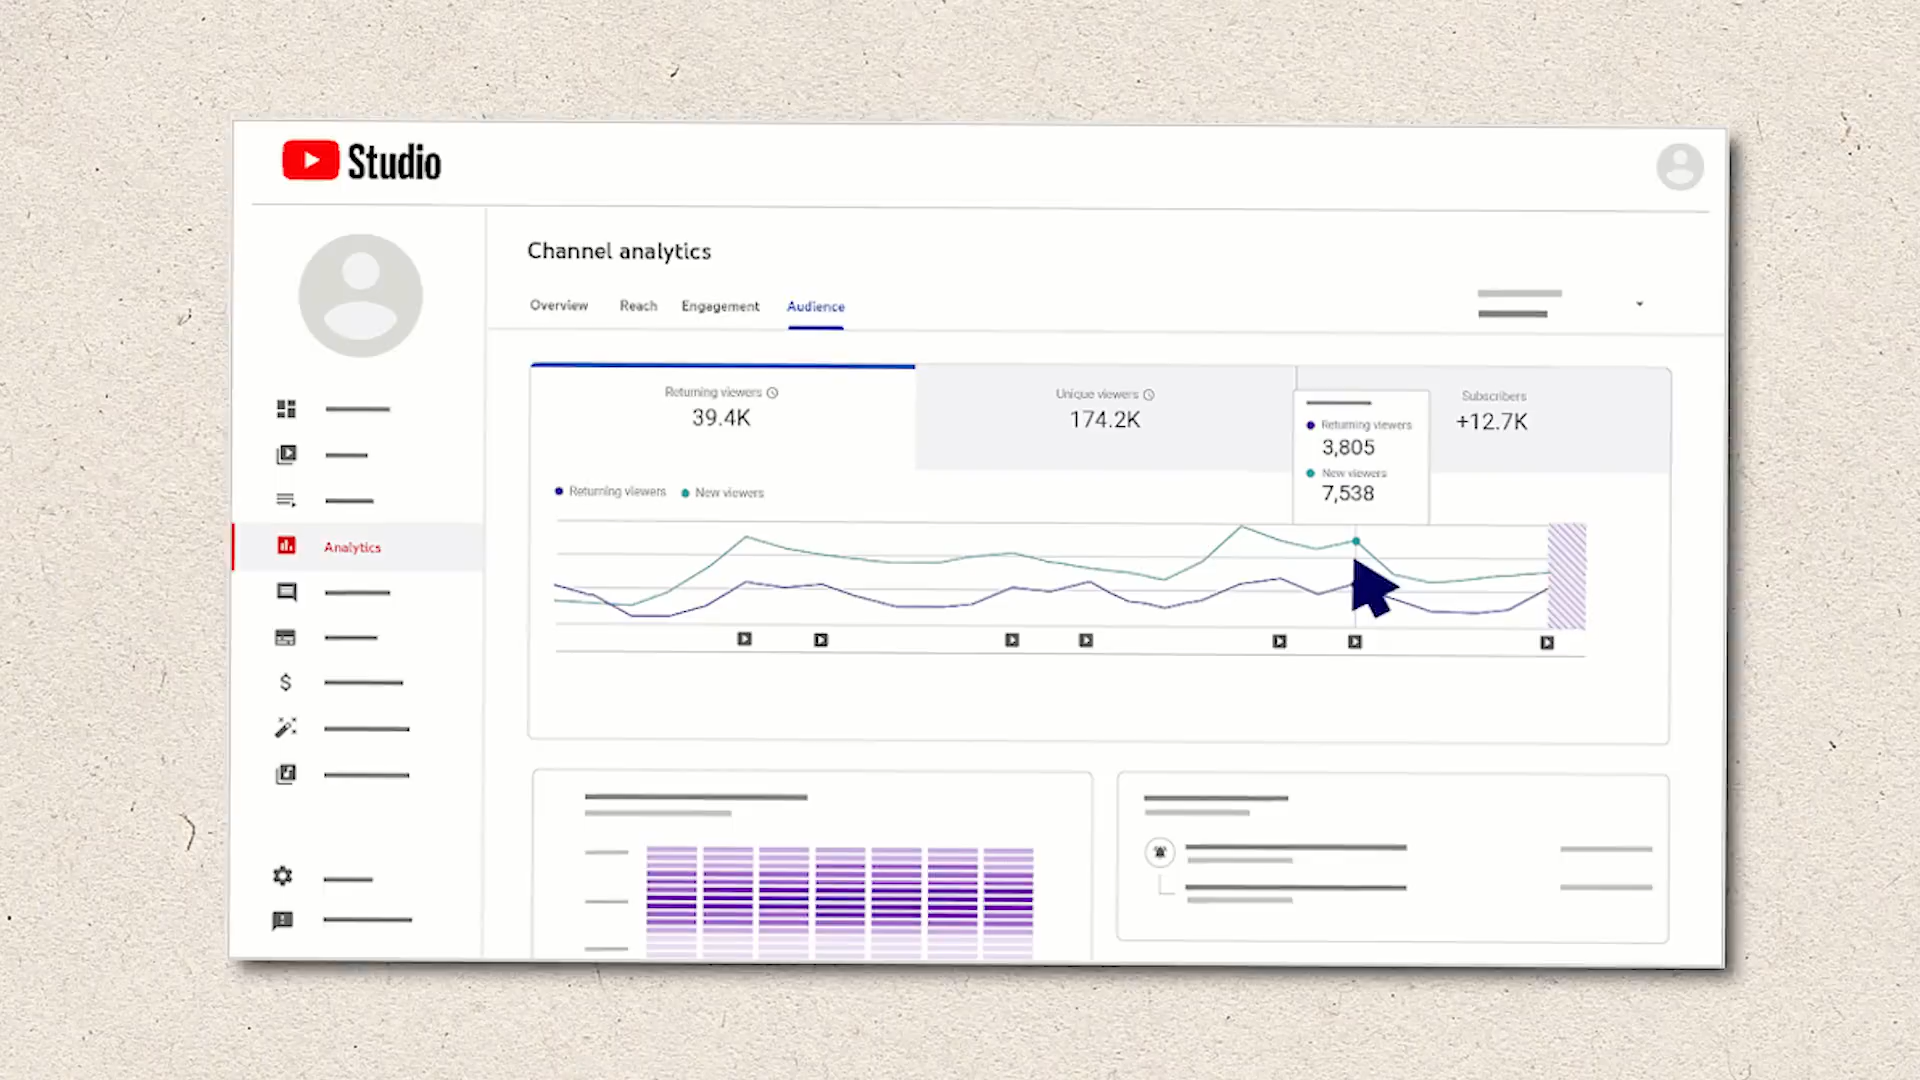 Studio
Channel analytics
Overview Reach Engagement Audience
Returning viewers
39.4K
Unique viewers
174.2K
Subscribers
+12.7K
Returning viewers
3,805
New viewers
7,538
Returning viewers New viewers
Analytics